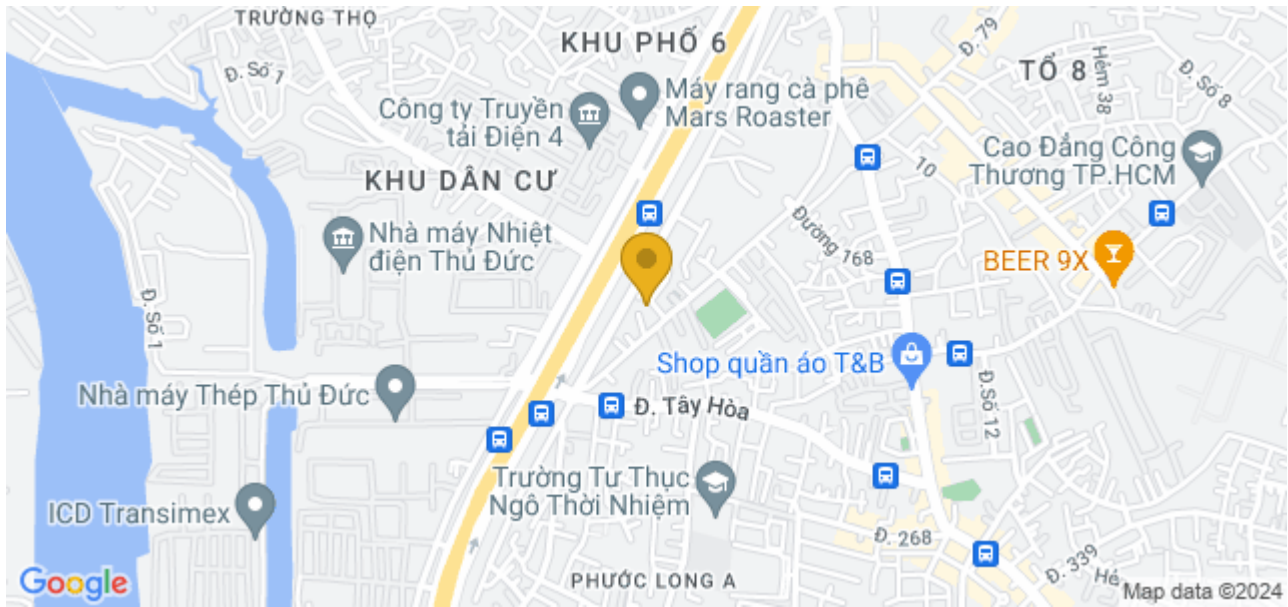 TRƯỜNG THỌ
KHU PHỐ 6
Đ. 79
Hẻm 38
TỔ 8
Đ. Số 8
Đ. Số 1
Công ty Truyền
tải Điện 4
Máy rang cà phê
Mars Roaster
Cao Đẳng Công
Thương TP.HCM
10
KHU DÂN CƯ
Đường 168
Nhà máy Nhiệt
điện Thủ Đức
BEER 9X
Đ. Số 1
Shop quần áo T&B
Nhà máy Thép Thủ Đức
Đ. Tây Hòa
Đ.Số 12
Trường Tư Thục
Ngô Thời Nhiệm
ICD Transimex
Đ. 268
Đ. 339
Hẻ
PHƯỚC LONG A
Google
Map data ©2024